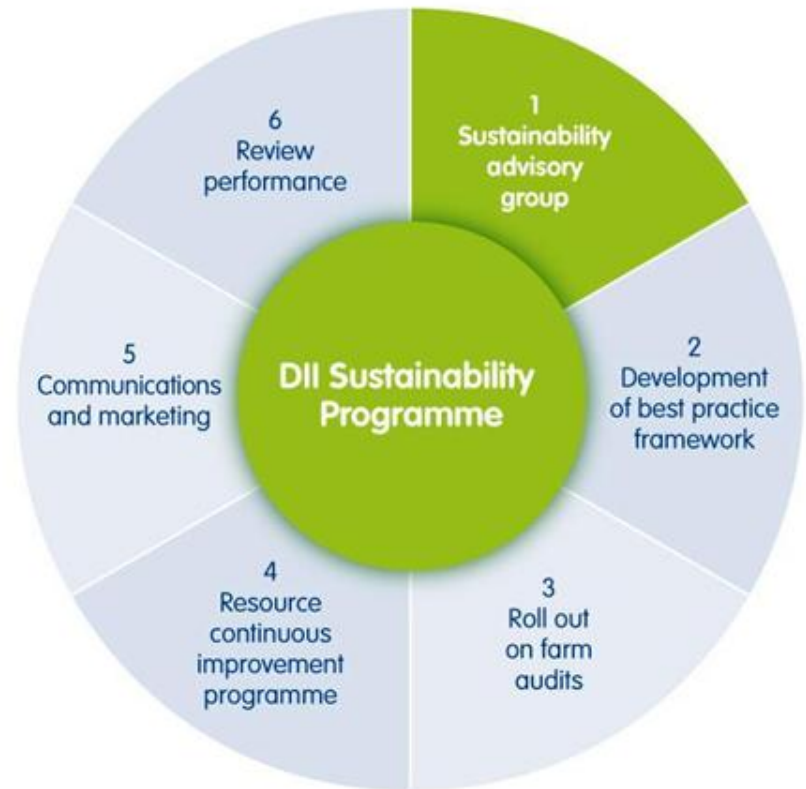 DII Sustainability
Programme
1
Sustainability
advisory
group
2
Development
of best practice
framework
3
Roll out
on farm
audits
4
Resource
continuous
improvement
programme
5
Communications
and marketing
6
Review
performance